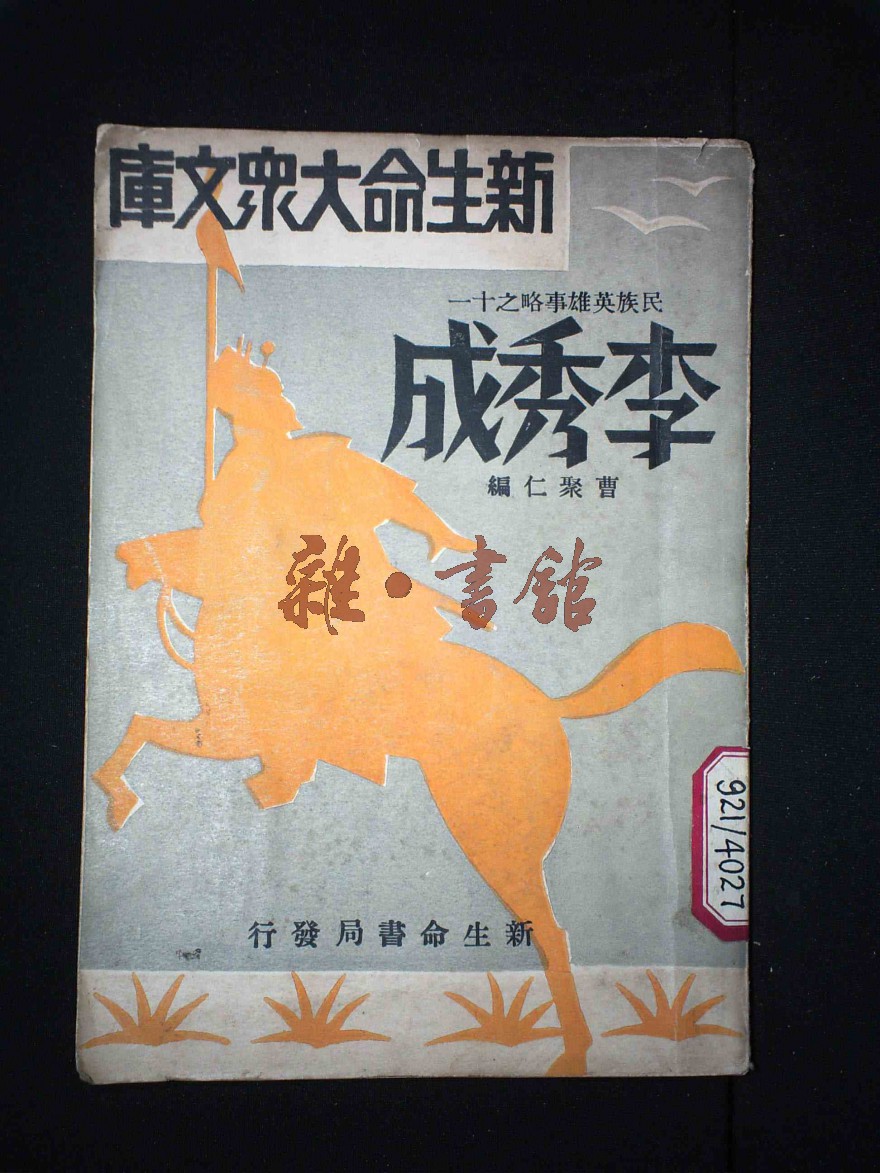 新生命大眾文庫
民族英雄事略之十一
李秀成
曹聚仁編
雜·書館
921/4027
新生命書局發行